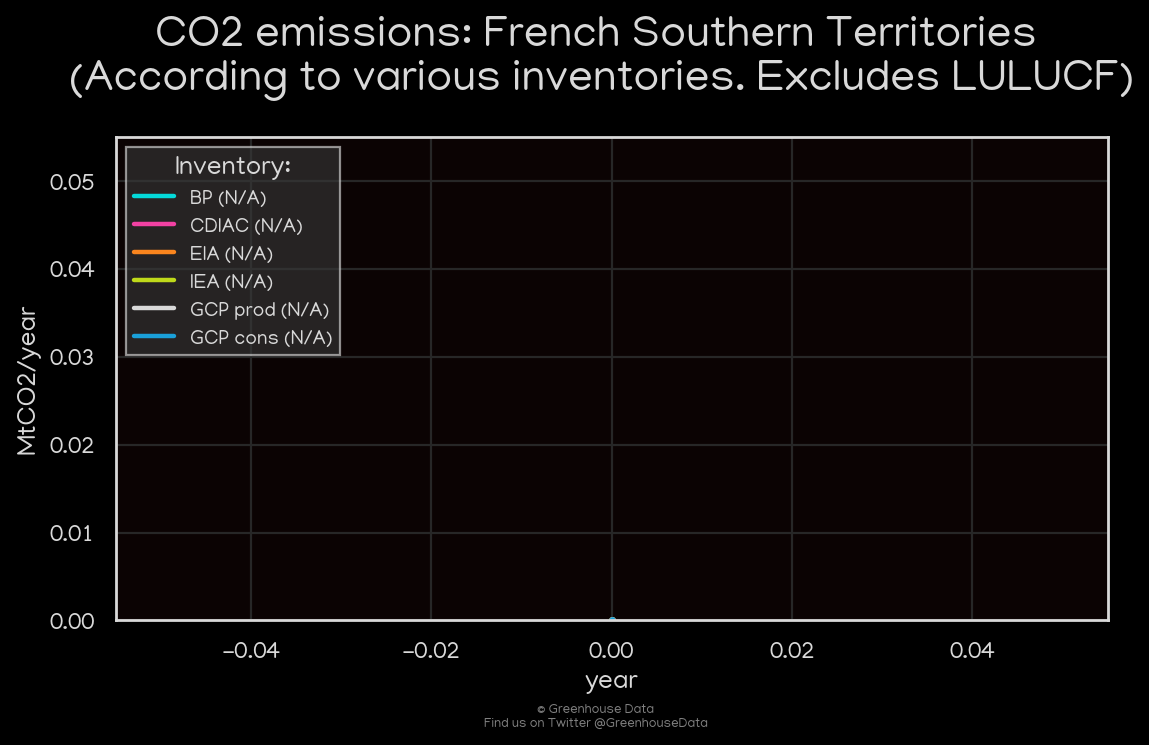 CO2 emissions: French Southern Territories
(According to various inventories. Excludes LULUCF)
Inventory:
BP (N/A)
CDIAC (N/A)
EIA (N/A)
IEA (N/A)
GCP prod (N/A)
GCP cons (N/A)
MtCO2/year
0.05
0.04
0.03
0.02
0.01
0.00
−0.04 −0.02 0.00 0.02 0.04
year
© Greenhouse Data
Find us on Twitter @GreenhouseData